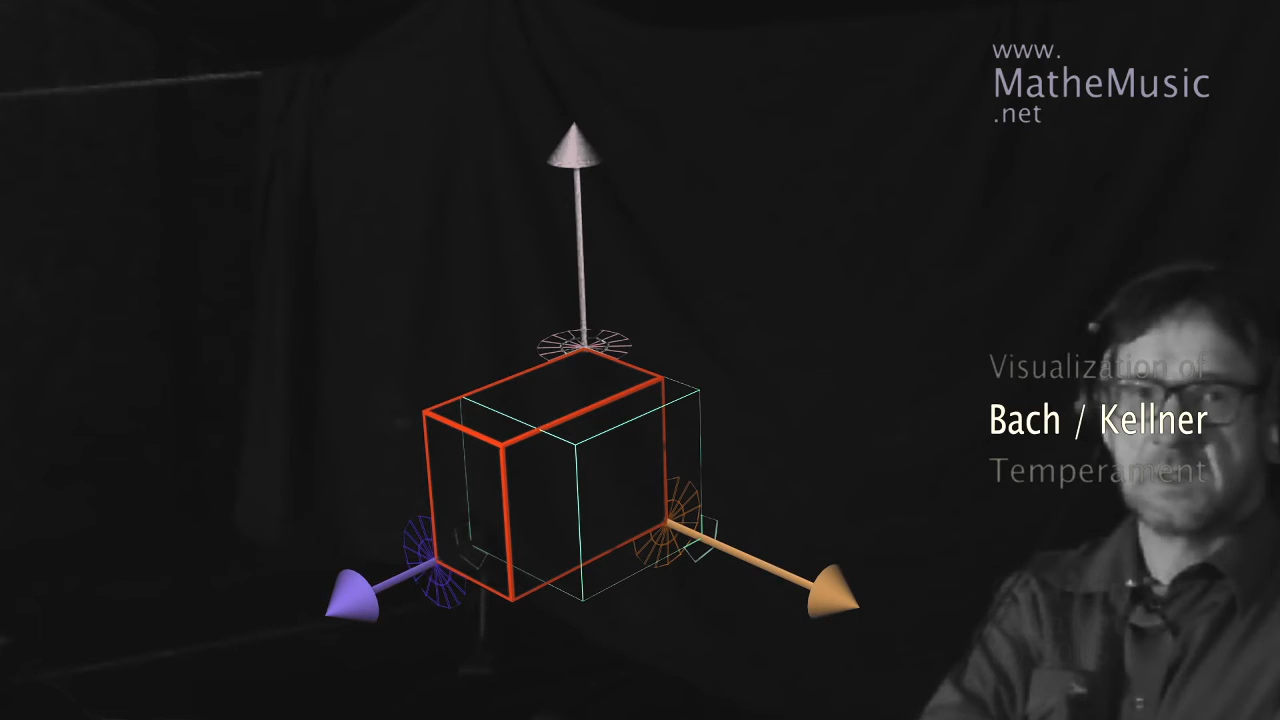 www.
MatheMusic
.net
Visualization of
Bach / Kellner
Temperament